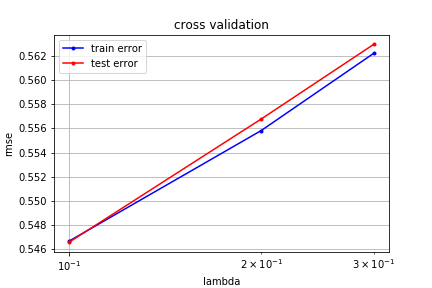 cross validation
train error
test error
rmse
0.562
0.560
0.558
0.556
0.554
0.552
0.550
0.548
0.546
10⁻¹
2 × 10⁻¹
3 × 10⁻¹
lambda